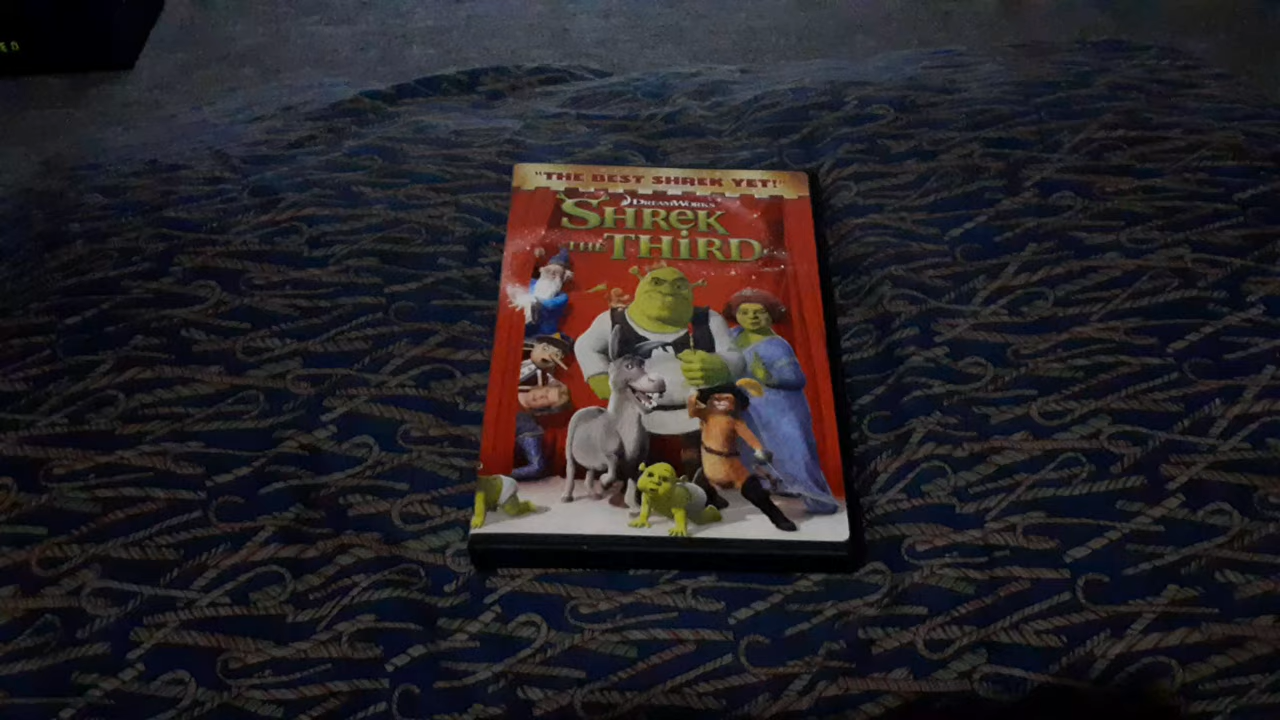 "THE BEST SHREK YET!"
DREAMWORKS
SHREK
THE THIRD